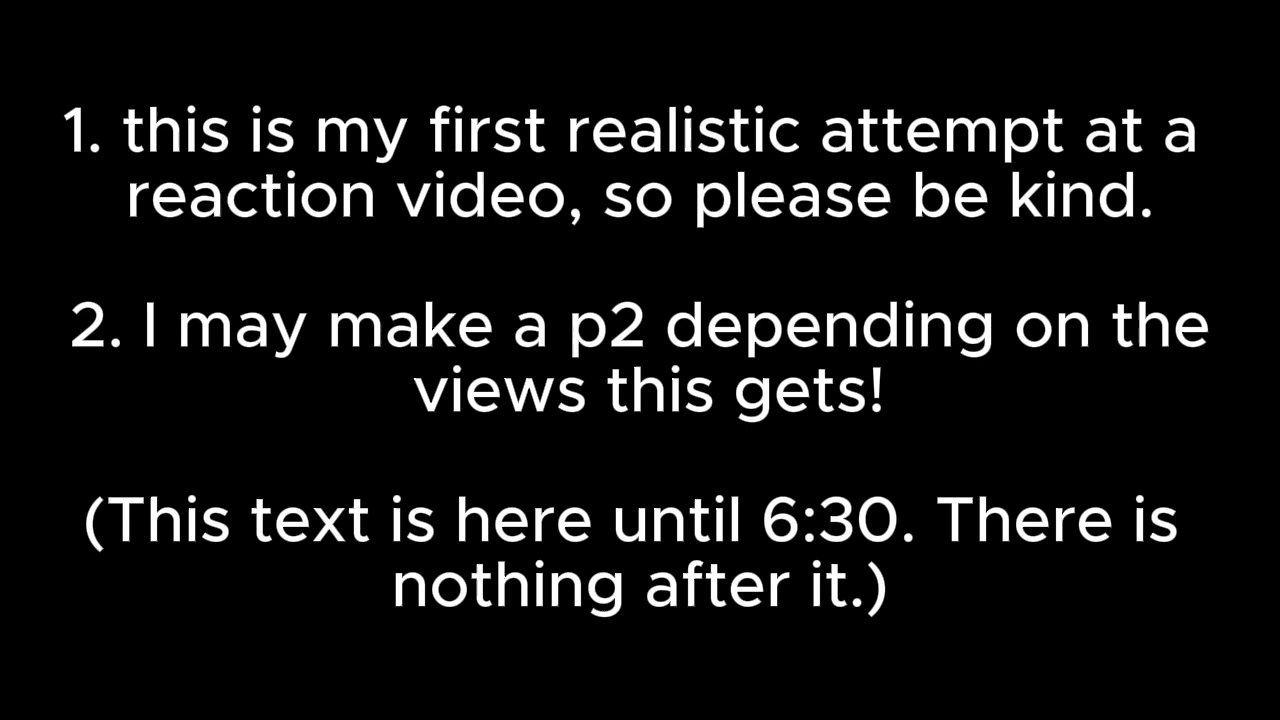 1. this is my first realistic attempt at a
reaction video, so please be kind.
2. I may make a p2 depending on the
views this gets!
(This text is here until 6:30. There is
nothing after it.)